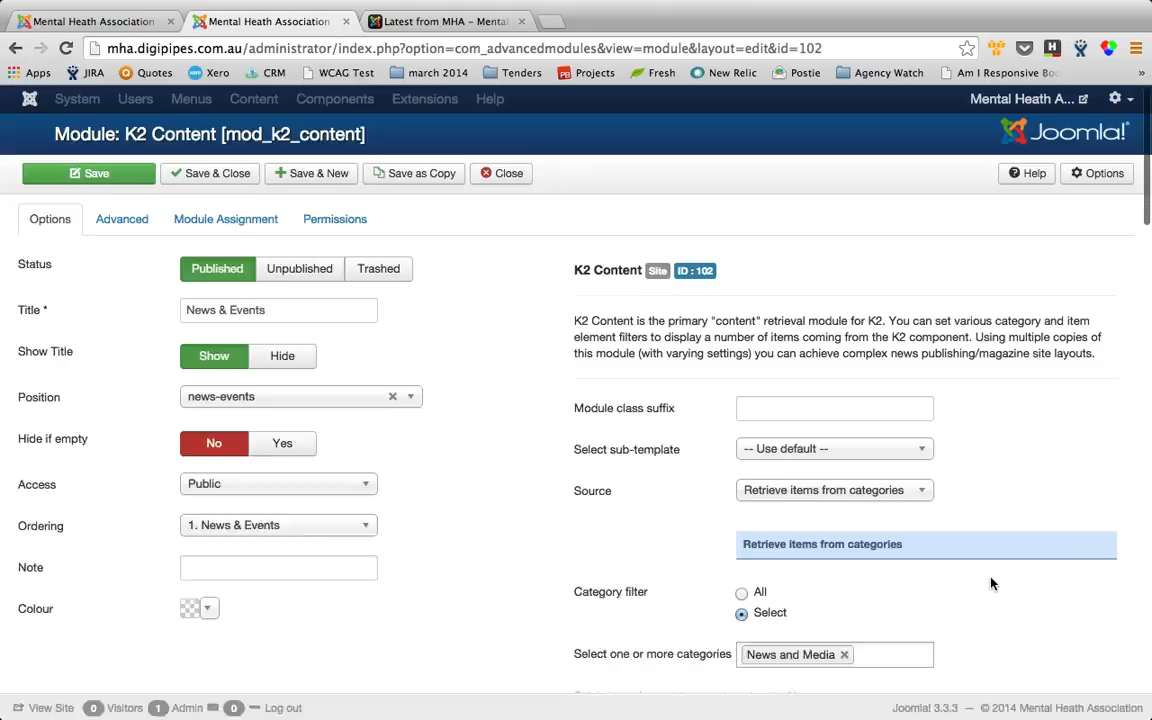 Mental Heath Association
Mental Heath Association
Latest from MHA – Mental
mha.digipipes.com.au/administrator/index.php?option=com_advancedmodules&view=module&layout=edit&id=102
Apps JIRA Quotes Xero CRM WCAG Test march 2014 Tenders Projects Fresh New Relic Postie Agency Watch Am I Responsive »
System Users Menus Content Components Extensions Help Mental Heath A...
Module: K2 Content [mod_k2_content] Joomla!®
Save Save & Close Save & New Save as Copy Close Help Options
Options Advanced Module Assignment Permissions
Status Published Unpublished Trashed
K2 Content Site ID : 102
Title * News & Events
K2 Content is the primary "content" retrieval module for K2. You can set various category and item
element filters to display a number of items coming from the K2 component. Using multiple copies of
this module (with varying settings) you can achieve complex news publishing/magazine site layouts.
Show Title Show Hide
Position news-events
Module class suffix
Hide if empty No Yes
Select sub-template -- Use default --
Access Public
Source Retrieve items from categories
Ordering 1. News & Events
Retrieve items from categories
Note
Category filter All
Select
Colour
Select one or more categories News and Media
View Site 0 Visitors 1 Admin 0 Log out Joomla! 3.3.3 — © 2014 Mental Heath Association